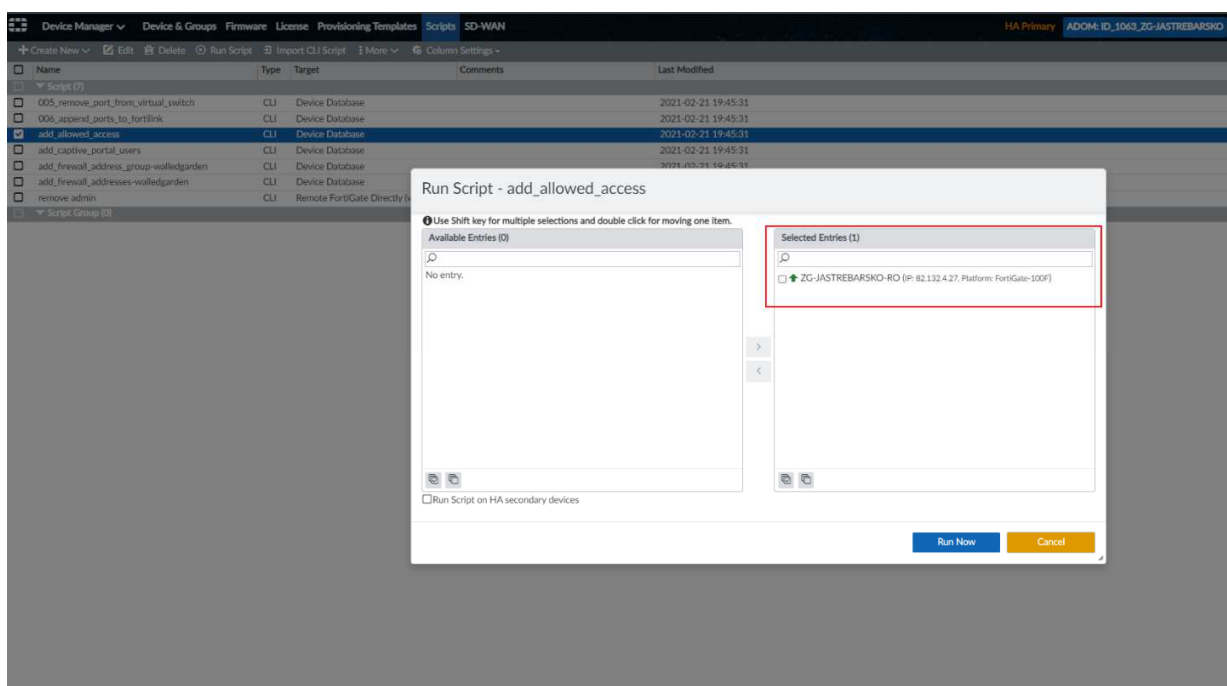 Device Manager Device & Groups Firmware License Provisioning Templates Scripts SD-WAN HA Primary ADOM: ID_1063_ZG-JASTREBARSKO
Create New Edit Delete Run Script Import CLI Script More Column Settings
Name Type Target Comments Last Modified
Script (7)
005_remove_port_from_virtual_switch CLI Device Database 2021-02-21 19:45:31
006_append_ports_to_fortilink CLI Device Database 2021-02-21 19:45:31
add_allowed_access CLI Device Database 2021-02-21 19:45:31
add_captive_portal_users CLI Device Database 2021-02-21 19:45:31
add_firewall_address_group-walledgarden CLI Device Database 2021-02-21 19:45:31
add_firewall_addresses-walledgarden CLI Device Database
remove admin CLI Remote FortiGate Directly (v
Script Group (0)
Run Script - add_allowed_access
Use Shift key for multiple selections and double click for moving one item.
Available Entries (0)
No entry.
Selected Entries (1)
ZG-JASTREBARSKO-RO (IP: 82.132.4.27, Platform: FortiGate-100F)
Run Script on HA secondary devices
Run Now Cancel